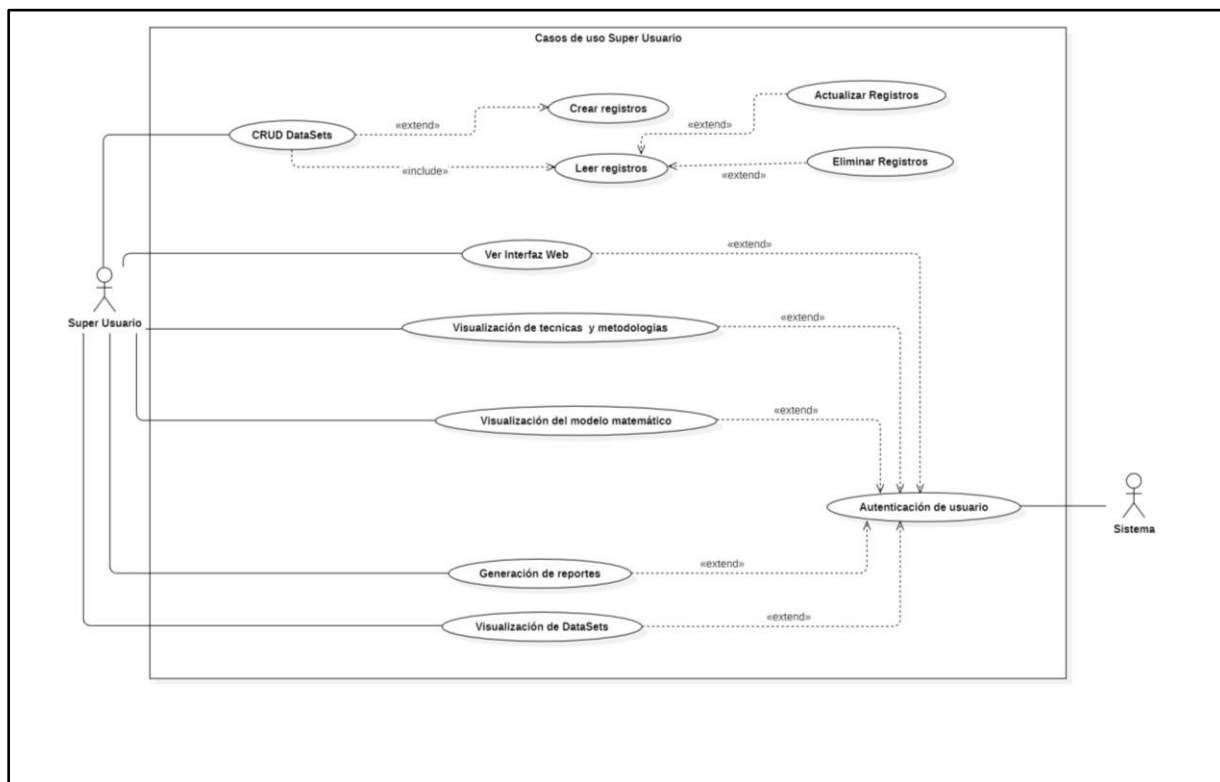 Casos de uso Super Usuario
Actualizar Registros
Crear registros
«extend»
«extend»
CRUD DataSets
Eliminar Registros
Leer registros
«include»
«extend»
Ver Interfaz Web
«extend»
Super Usuario
Visualización de tecnicas y metodologias
«extend»
Visualización del modelo matemático
«extend»
Autenticación de usuario
Sistema
Generación de reportes
«extend»
Visualización de DataSets
«extend»